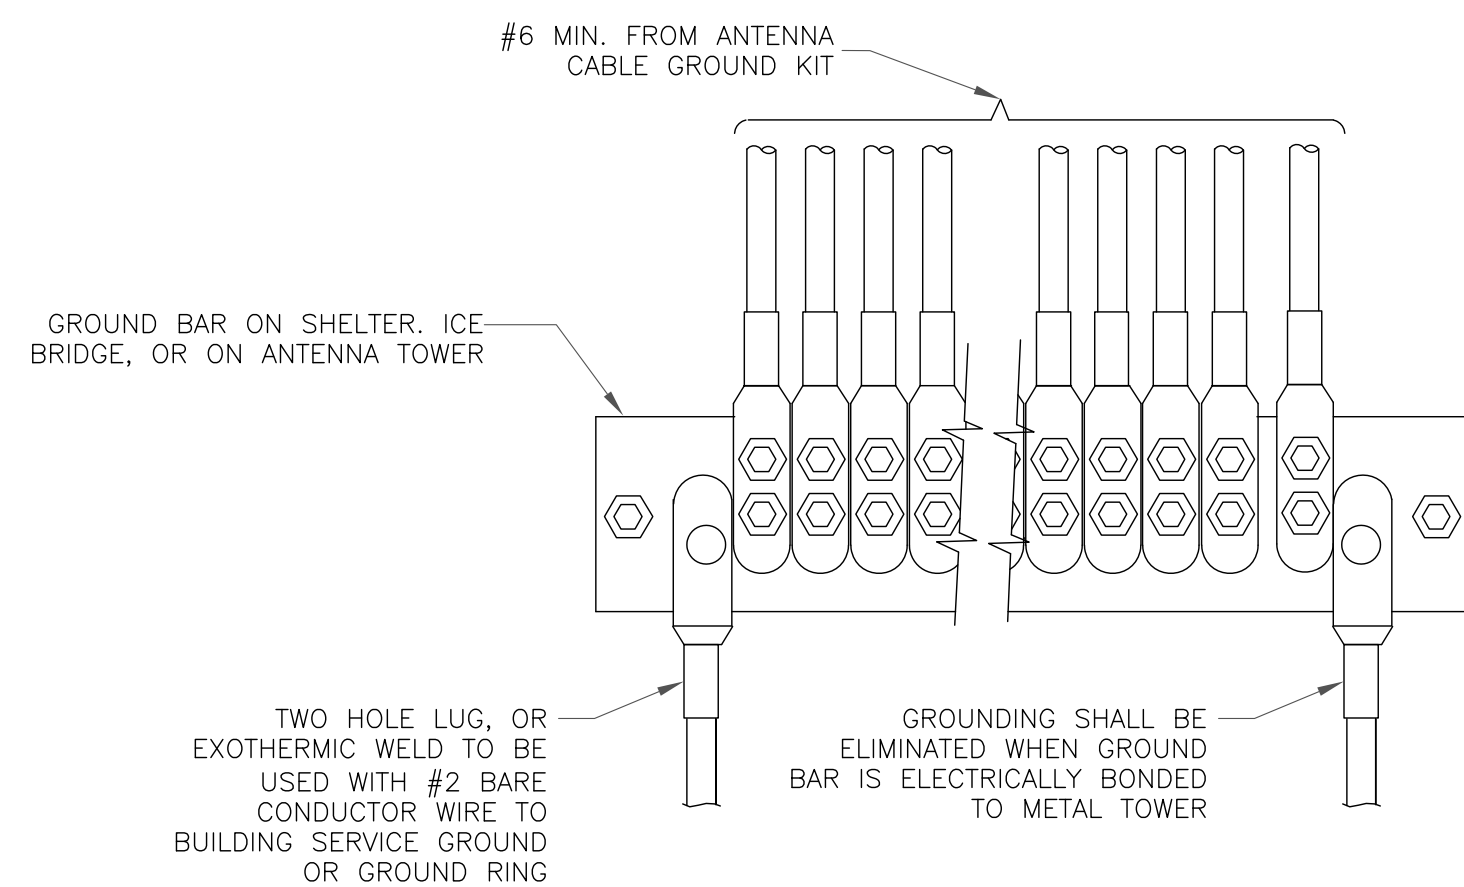 #6 MIN. FROM ANTENNA
CABLE GROUND KIT
GROUND BAR ON SHELTER. ICE
BRIDGE, OR ON ANTENNA TOWER
TWO HOLE LUG, OR
EXOTHERMIC WELD TO BE
USED WITH #2 BARE
CONDUCTOR WIRE TO
BUILDING SERVICE GROUND
OR GROUND RING
GROUNDING SHALL BE
ELIMINATED WHEN GROUND
BAR IS ELECTRICALLY BONDED
TO METAL TOWER